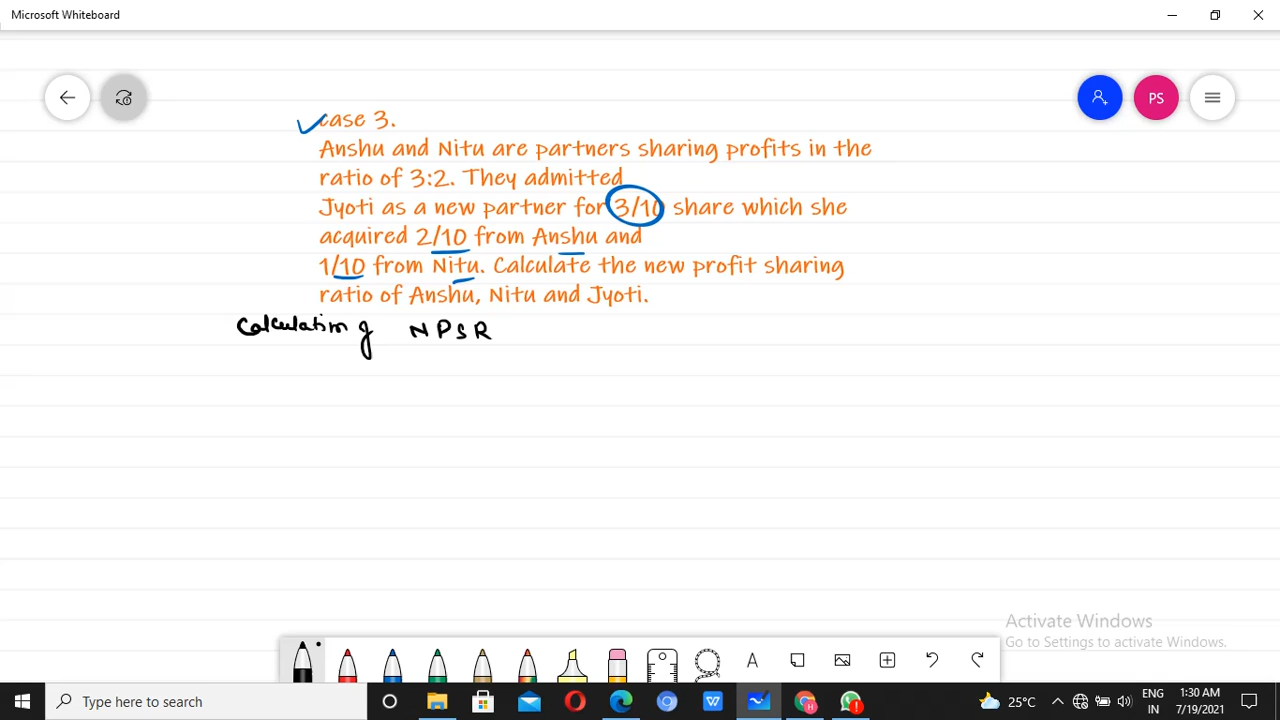 Microsoft Whiteboard
PS
case 3.
Anshu and Nitu are partners sharing profits in the
ratio of 3:2. They admitted
Jyoti as a new partner for 3/10 share which she
acquired 2/10 from Anshu and
1/10 from Nitu. Calculate the new profit sharing
ratio of Anshu, Nitu and Jyoti.
Calculation of NPSR
Activate Windows
Go to Settings to activate Windows.
A
Type here to search
25°C
ENG
IN
1:30 AM
7/19/2021